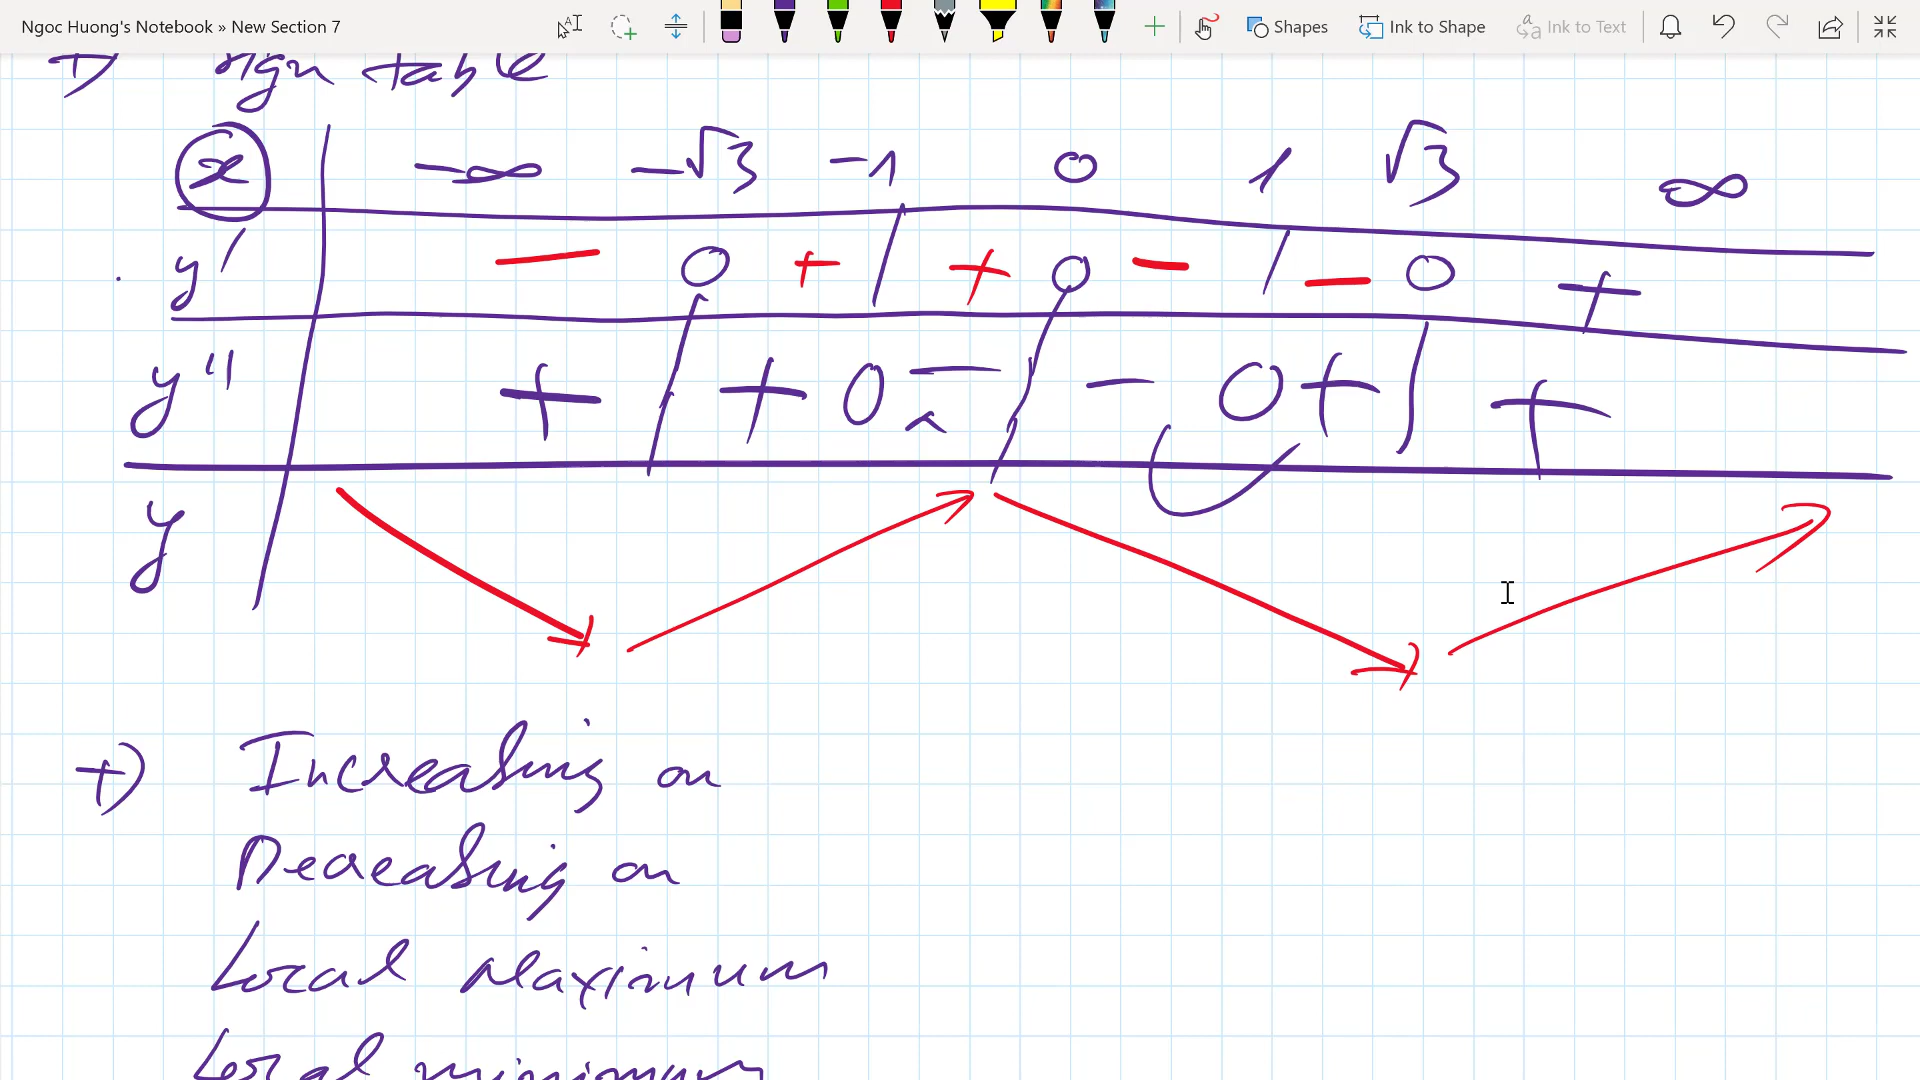 Ngoc Huong's Notebook » New Section 7 Shapes Ink to Shape Ink to Text
+) sign table
x -∞ -√3 -1 0 1 √3 ∞
y' − 0 + | + 0 − | − 0 +
y" + | + 0 − | − 0 + | +
y
+) Increasing on
Decreasing on
Local Maximum
Local minimum